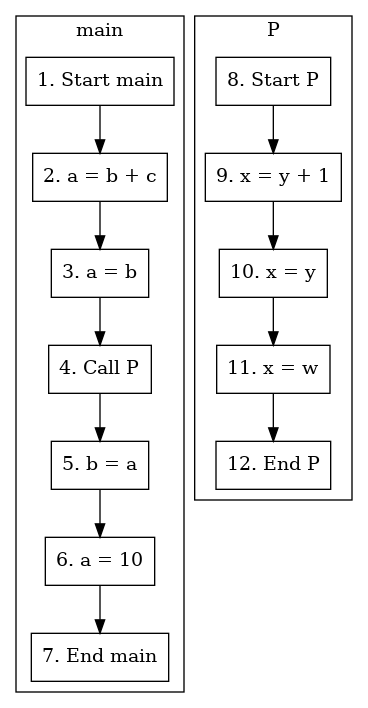 main
1. Start main
2. a = b + c
3. a = b
4. Call P
5. b = a
6. a = 10
7. End main
P
8. Start P
9. x = y + 1
10. x = y
11. x = w
12. End P